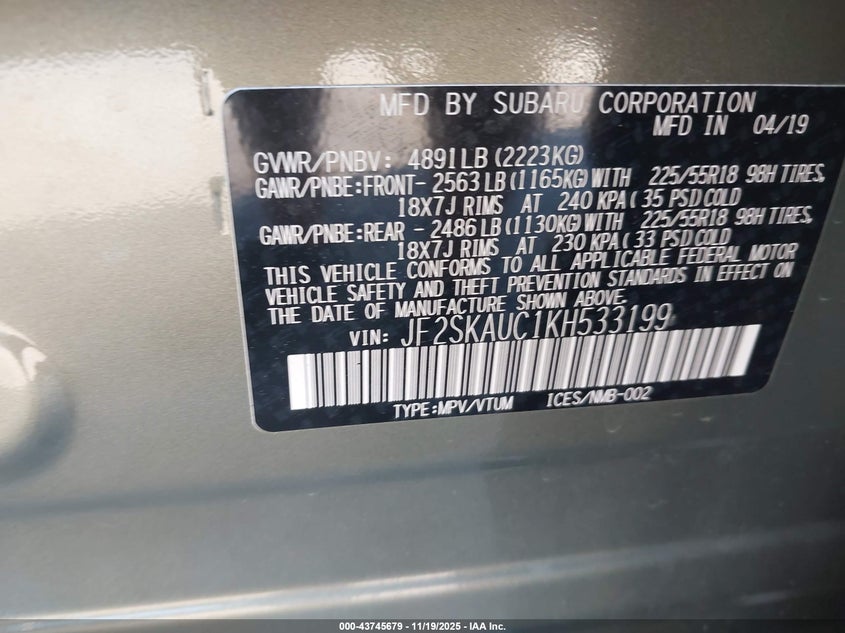 MFD BY SUBARU CORPORATION
MFD IN 04/19
GVWR/PNBV: 4891LB (2223KG)
GAWR/PNBE:FRONT- 2563LB(1165KG)WITH 225/55R18 98H TIRES,
18X7J RIMS AT 240 KPA( 35 PSI)COLD
GAWR/PNBE:REAR - 2486LB(1130KG)WITH 225/55R18 98H TIRES,
18X7J RIMS AT 230 KPA( 33 PSI)COLD
THIS VEHICLE CONFORMS TO ALL APPLICABLE FEDERAL MOTOR
VEHICLE SAFETY AND THEFT PREVENTION STANDARDS IN EFFECT ON
THE DATE OF MANUFACTURE SHOWN ABOVE.
VIN: JF2SKAUC1KH533199
TYPE:MPV/VTUM ICES/NMB-002
000-43745679 - 11/19/2025 - IAA Inc.